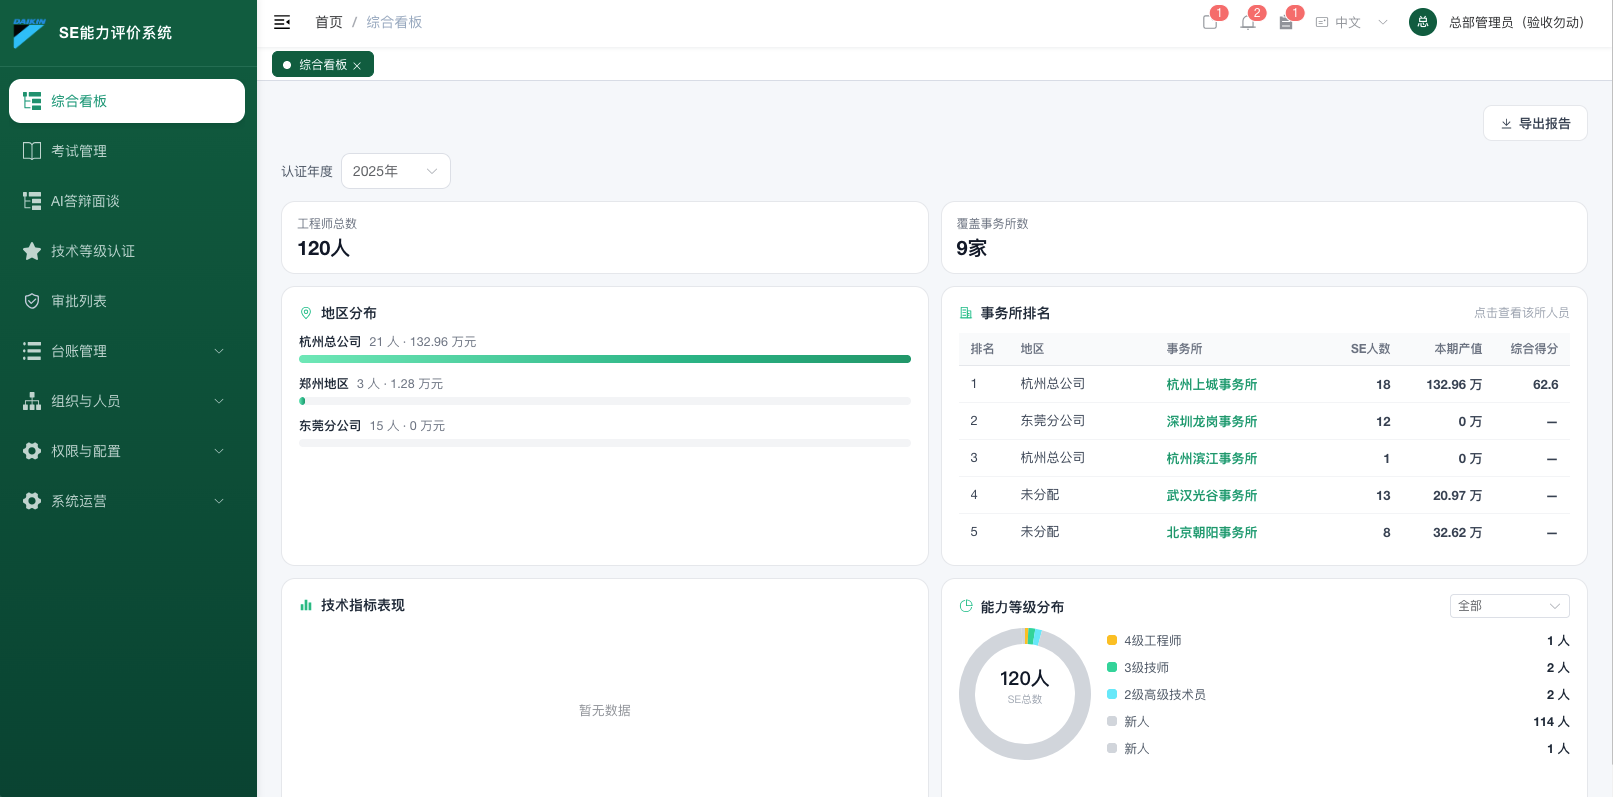 DAIKIN
SE能力评价系统
首页 / 综合看板
1
2
1
中文
总
总部管理员（验收勿动）
综合看板
综合看板
考试管理
AI答辩面谈
技术等级认证
审批列表
台账管理
组织与人员
权限与配置
系统运营
导出报告
认证年度 2025年
工程师总数
120人
覆盖事务所数
9家
地区分布
杭州总公司 21 人 · 132.96 万元
郑州地区 3 人 · 1.28 万元
东莞分公司 15 人 · 0 万元
事务所排名 点击查看该所人员
排名 地区 事务所 SE人数 本期产值 综合得分
1 杭州总公司 杭州上城事务所 18 132.96 万 62.6
2 东莞分公司 深圳龙岗事务所 12 0 万 —
3 杭州总公司 杭州滨江事务所 1 0 万 —
4 未分配 武汉光谷事务所 13 20.97 万 —
5 未分配 北京朝阳事务所 8 32.62 万 —
技术指标表现
暂无数据
能力等级分布 全部
120人
SE总数
4级工程师 1 人
3级技师 2 人
2级高级技术员 2 人
新人 114 人
新人 1 人